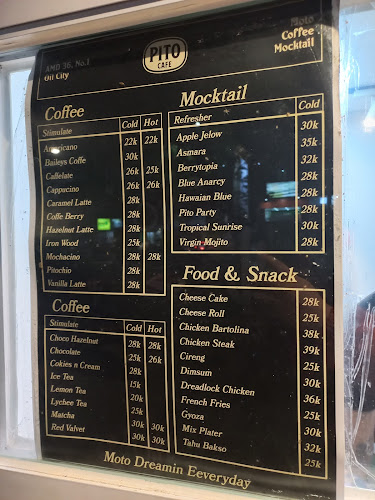 AMD 36, No.1
Oil City
PITO
CAFE
Moto
Coffee
Mocktail
Coffee
Stimulate Cold Hot
Americano 22k 22k
Baileys Coffe 30k
Caffelate 26k 25k
Cappucino 26k 26k
Caramel Latte 28k
Coffe Berry 28k
Hazelnut Latte 28k
Iron Wood 25k
Mochacino 28k 28k
Pitochio 28k
Vanilla Latte 28k
Coffee
Stimulate Cold Hot
Choco Hazelnut 28k 28k
Chocolate 25k 26k
Cokies n Cream 28k
Ice Tea 15k
Lemon Tea 20k
Lychee Tea 25k
Matcha 30k 30k
Red Valvet 30k 30k
Mocktail
Refresher Cold
Apple Jelow 30k
Asmara 35k
Berrytopia 32k
Blue Anarcy 28k
Hawaian Blue 28k
Pito Party 28k
Tropical Sunrise 30k
Virgin Mojito 28k
Food & Snack
Cheese Cake 28k
Cheese Roll 25k
Chicken Bartolina 38k
Chicken Steak 39k
Cireng 25k
Dimsum 28k
Dreadlock Chicken 36k
French Fries 25k
Gyoza 30k
Mix Plater 32k
Tahu Bakso 25k
Moto Dreamin Eeveryday